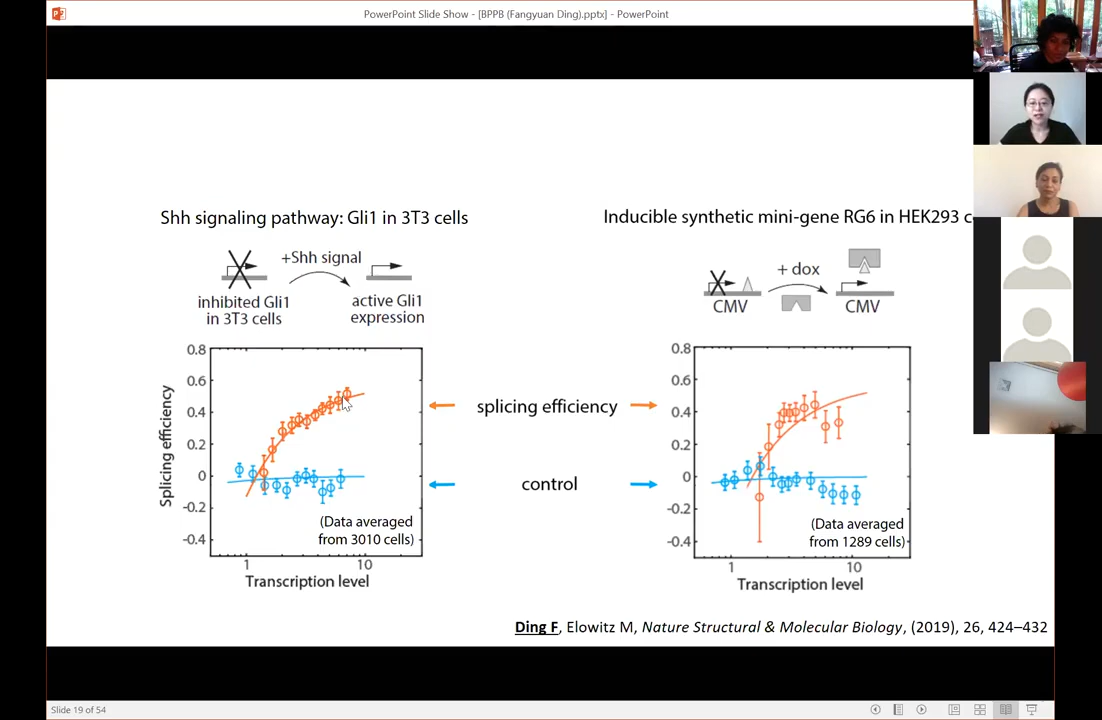 PowerPoint Slide Show - [BPPB (Fangyuan Ding).pptx] - PowerPoint
Shh signaling pathway: Gli1 in 3T3 cells
+Shh signal
inhibited Gli1
in 3T3 cells
active Gli1
expression
0.8
0.6
0.4
0.2
0
-0.2
-0.4
Splicing efficiency
(Data averaged
from 3010 cells)
1
10
Transcription level
splicing efficiency
control
Inducible synthetic mini-gene RG6 in HEK293 c
+ dox
CMV
CMV
0.8
0.6
0.4
0.2
0
-0.2
-0.4
(Data averaged
from 1289 cells)
1
10
Transcription level
Ding F, Elowitz M, Nature Structural & Molecular Biology, (2019), 26, 424–432
Slide 19 of 54